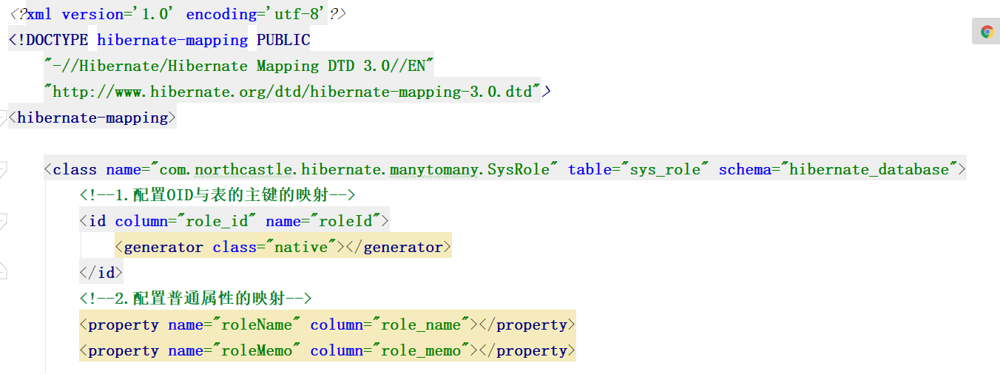 <?xml version='1.0' encoding='utf-8'?>
<!DOCTYPE hibernate-mapping PUBLIC
"-//Hibernate/Hibernate Mapping DTD 3.0//EN"
"http://www.hibernate.org/dtd/hibernate-mapping-3.0.dtd">
<hibernate-mapping>
<class name="com.northcastle.hibernate.manytomany.SysRole" table="sys_role" schema="hibernate_database">
<!--1.配置OID与表的主键的映射-->
<id column="role_id" name="roleId">
<generator class="native"></generator>
</id>
<!--2.配置普通属性的映射-->
<property name="roleName" column="role_name"></property>
<property name="roleMemo" column="role_memo"></property>